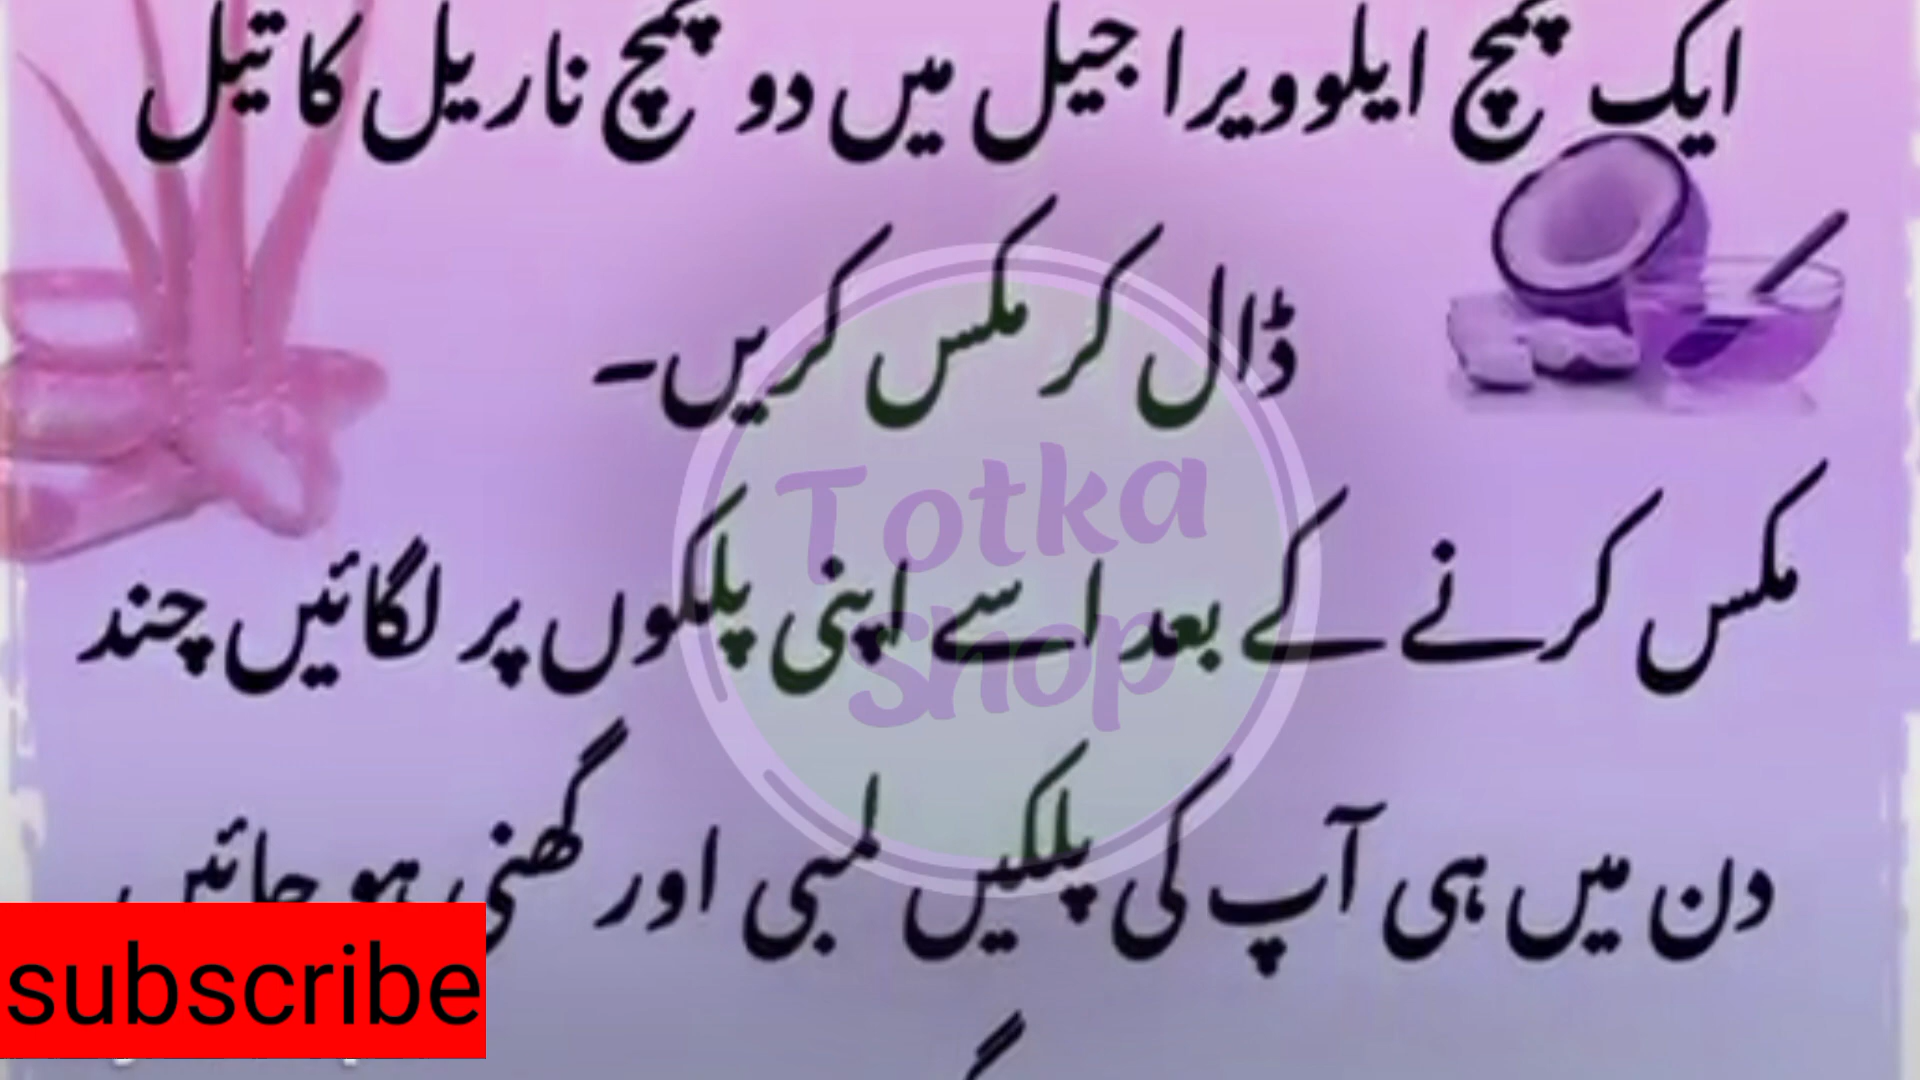 ایک چمچ ایلوویرا جیل میں دو چمچ ناریل کا تیل
ڈال کر مکس کریں۔
مکس کرنے کے بعد اسے اپنی پلکوں پر لگائیں چند
دن میں ہی آپ کی پلکیں لمبی اور گھنی ہو جائیں
Totka
Shop
subscribe